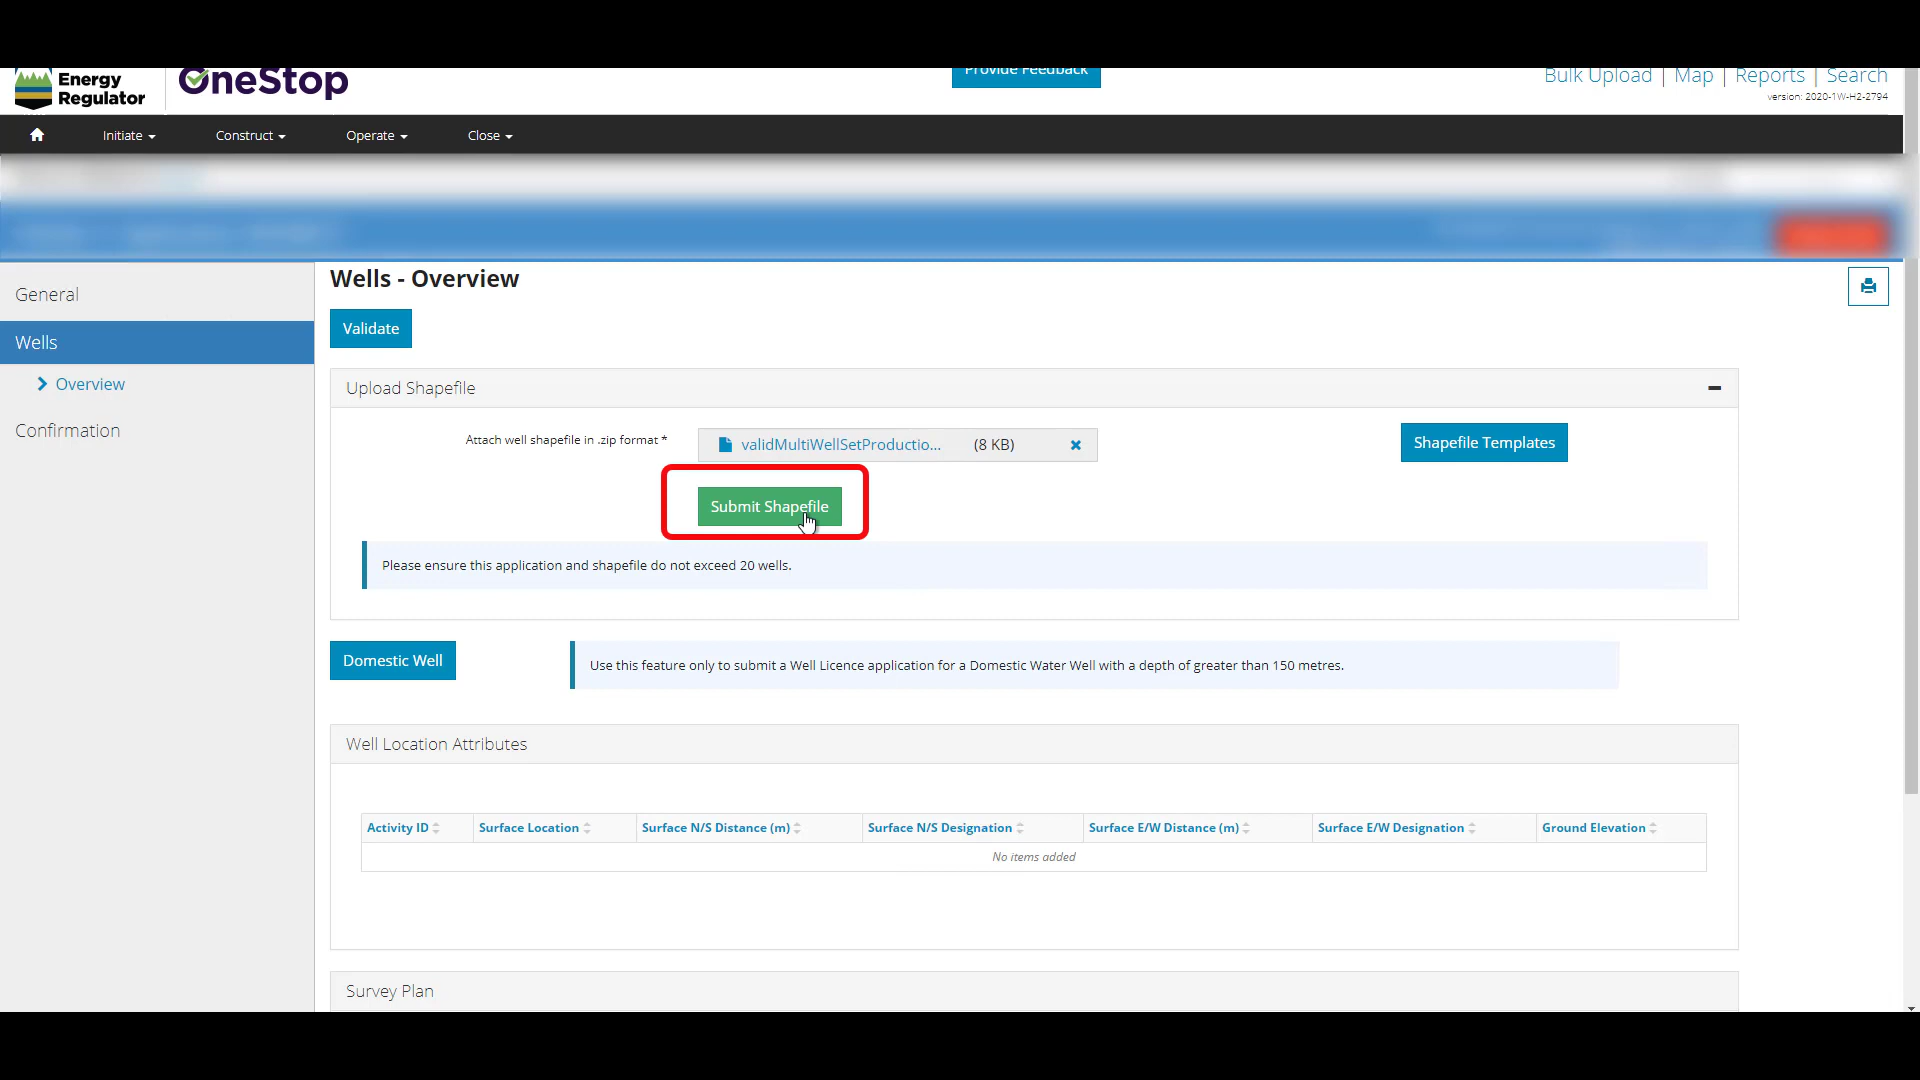 Energy
Regulator
OneStop
Provide Feedback
Bulk Upload | Map | Reports | Search
version: 2020-1W-H2-2794
Initiate Construct Operate Close
General
Wells
Overview
Confirmation
Wells - Overview
Validate
Upload Shapefile
Attach well shapefile in .zip format *
validMultiWellSetProductio... (8 KB)
Shapefile Templates
Submit Shapefile
Please ensure this application and shapefile do not exceed 20 wells.
Domestic Well
Use this feature only to submit a Well Licence application for a Domestic Water Well with a depth of greater than 150 metres.
Well Location Attributes
Activity ID Surface Location Surface N/S Distance (m) Surface N/S Designation Surface E/W Distance (m) Surface E/W Designation Ground Elevation
No items added
Survey Plan